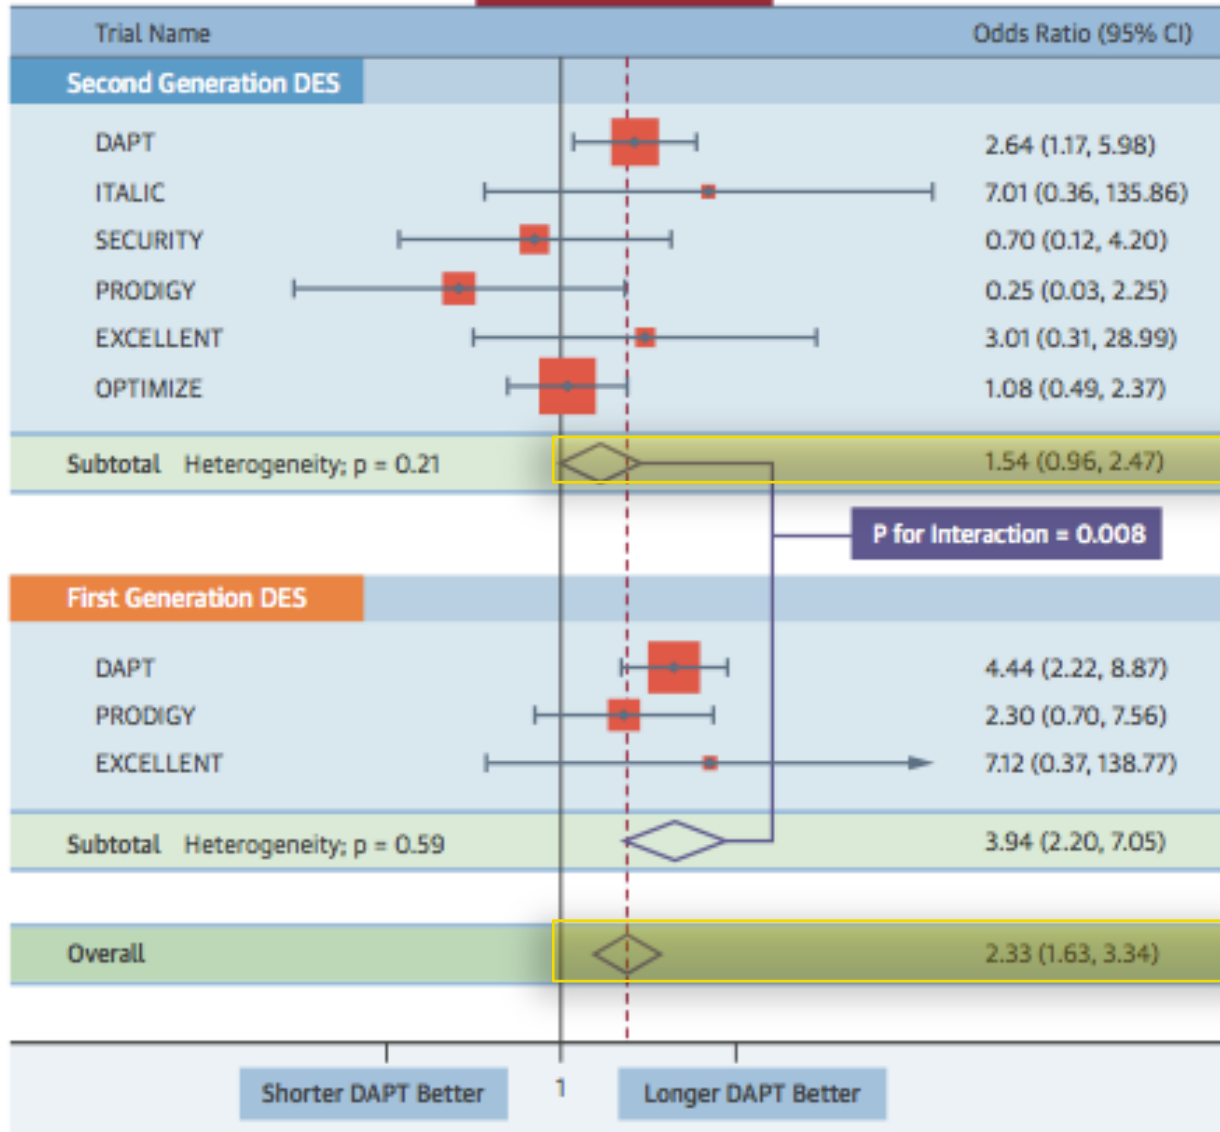 Trial Name Odds Ratio (95% CI)
Second Generation DES
DAPT 2.64 (1.17, 5.98)
ITALIC 7.01 (0.36, 135.86)
SECURITY 0.70 (0.12, 4.20)
PRODIGY 0.25 (0.03, 2.25)
EXCELLENT 3.01 (0.31, 28.99)
OPTIMIZE 1.08 (0.49, 2.37)
Subtotal Heterogeneity; p = 0.21 1.54 (0.96, 2.47)
P for Interaction = 0.008
First Generation DES
DAPT 4.44 (2.22, 8.87)
PRODIGY 2.30 (0.70, 7.56)
EXCELLENT 7.12 (0.37, 138.77)
Subtotal Heterogeneity; p = 0.59 3.94 (2.20, 7.05)
Overall 2.33 (1.63, 3.34)
Shorter DAPT Better 1 Longer DAPT Better